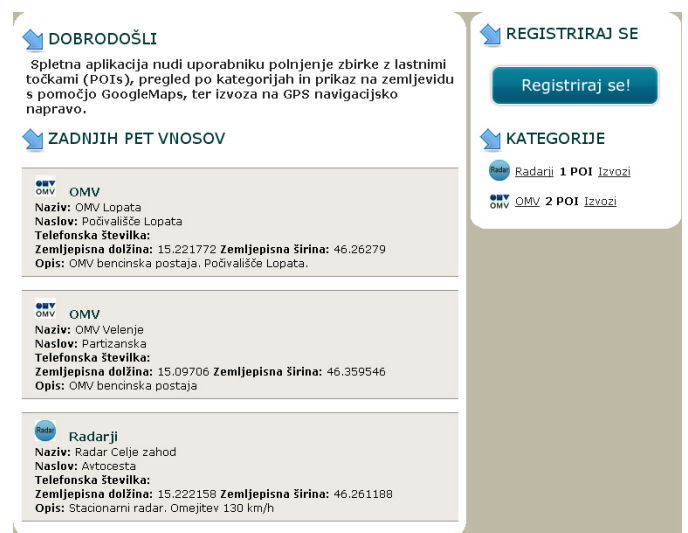 DOBRODOŠLI
Spletna aplikacija nudi uporabniku polnjenje zbirke z lastnimi
točkami (POIs), pregled po kategorijah in prikaz na zemljevidu
s pomočjo GoogleMaps, ter izvoza na GPS navigacijsko
napravo.
ZADNJIH PET VNOSOV
OMV OMV
Naziv: OMV Lopata
Naslov: Počivališče Lopata
Telefonska številka:
Zemljepisna dolžina: 15.221772 Zemljepisna širina: 46.26279
Opis: OMV bencinska postaja. Počivališče Lopata.
OMV OMV
Naziv: OMV Velenje
Naslov: Partizanska
Telefonska številka:
Zemljepisna dolžina: 15.09706 Zemljepisna širina: 46.359546
Opis: OMV bencinska postaja
Radar Radarji
Naziv: Radar Celje zahod
Naslov: Avtocesta
Telefonska številka:
Zemljepisna dolžina: 15.222158 Zemljepisna širina: 46.261188
Opis: Stacionarni radar. Omejitev 130 km/h
REGISTRIRAJ SE
Registriraj se!
KATEGORIJE
Radar Radarji 1 POI Izvozi
OMV OMV 2 POI Izvozi